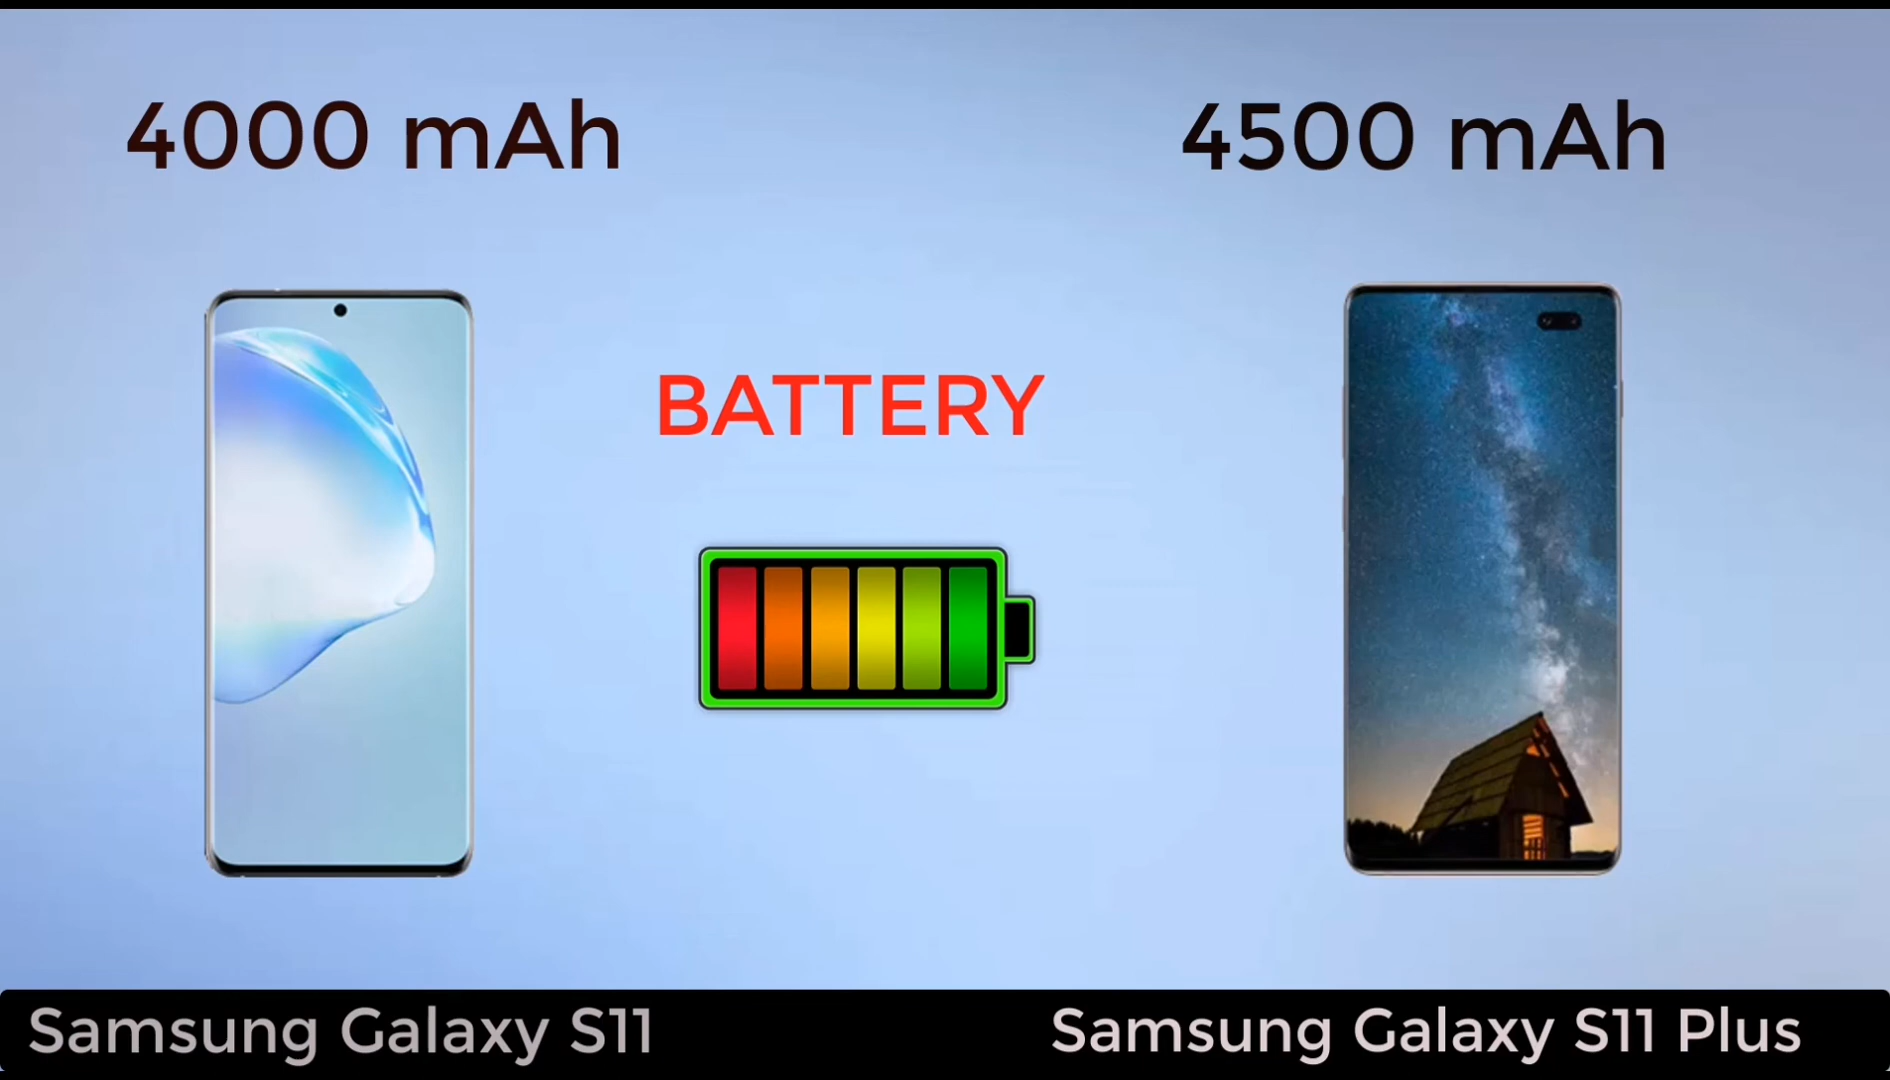 4000 mAh
4500 mAh
BATTERY
Samsung Galaxy S11
Samsung Galaxy S11 Plus